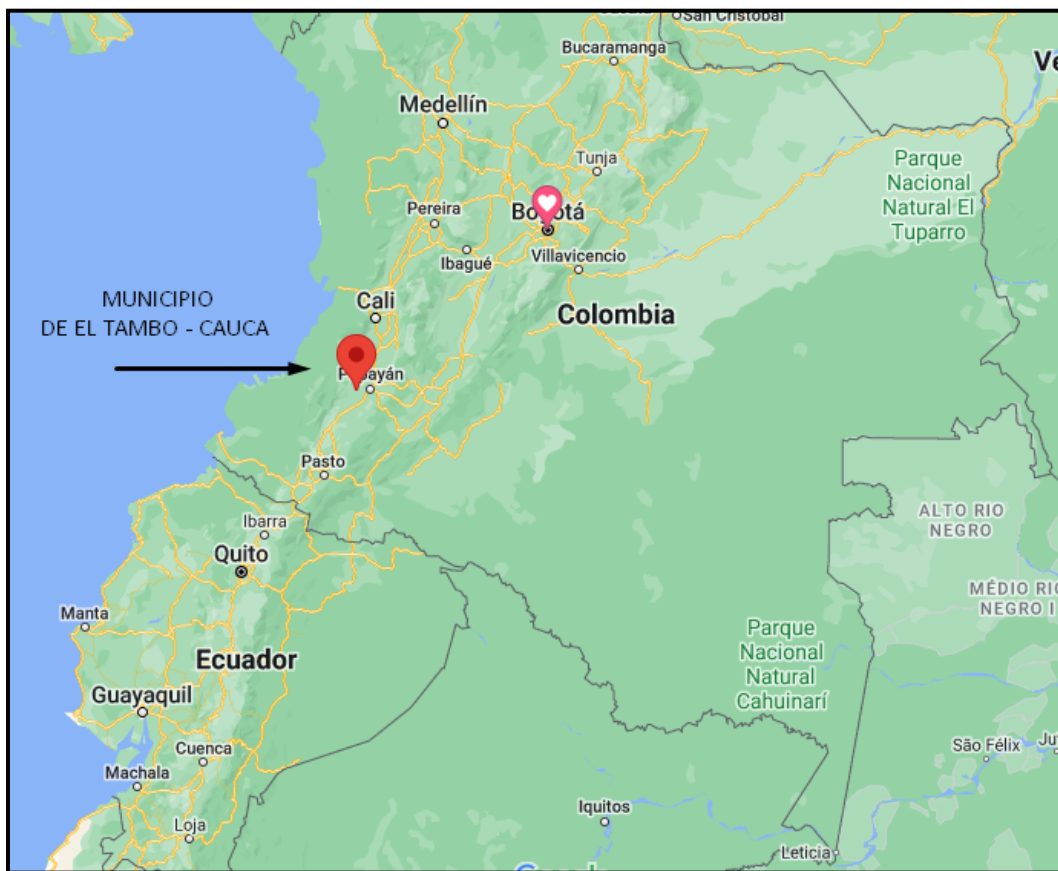 San Cristóbal
Bucaramanga
Ve
Medellín
Parque
Nacional
Natural El
Tuparro
Tunja
Pereira
Bogotá
Ibagué
Villavicencio
MUNICIPIO
DE EL TAMBO - CAUCA
Cali
Colombia
Pasto
ALTO RIO
NEGRO
Ibarra
Quito
MÉDIO RIO
NEGRO I
Manta
Parque
Nacional
Natural
Cahuinarí
Ecuador
Guayaquil
Cuenca
São Félix
Machala
Iquitos
Loja
Leticia